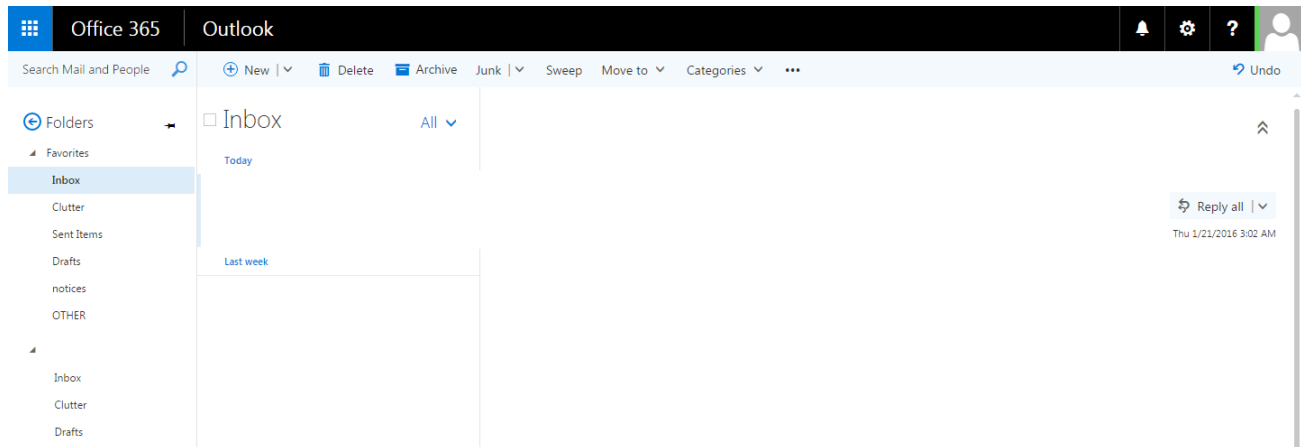 Office 365 Outlook ?
Search Mail and People New Delete Archive Junk Sweep Move to Categories ••• Undo
Folders
Inbox All
Favorites
Today
Inbox
Clutter
Reply all
Sent Items
Thu 1/21/2016 3:02 AM
Drafts
Last week
notices
OTHER
Inbox
Clutter
Drafts